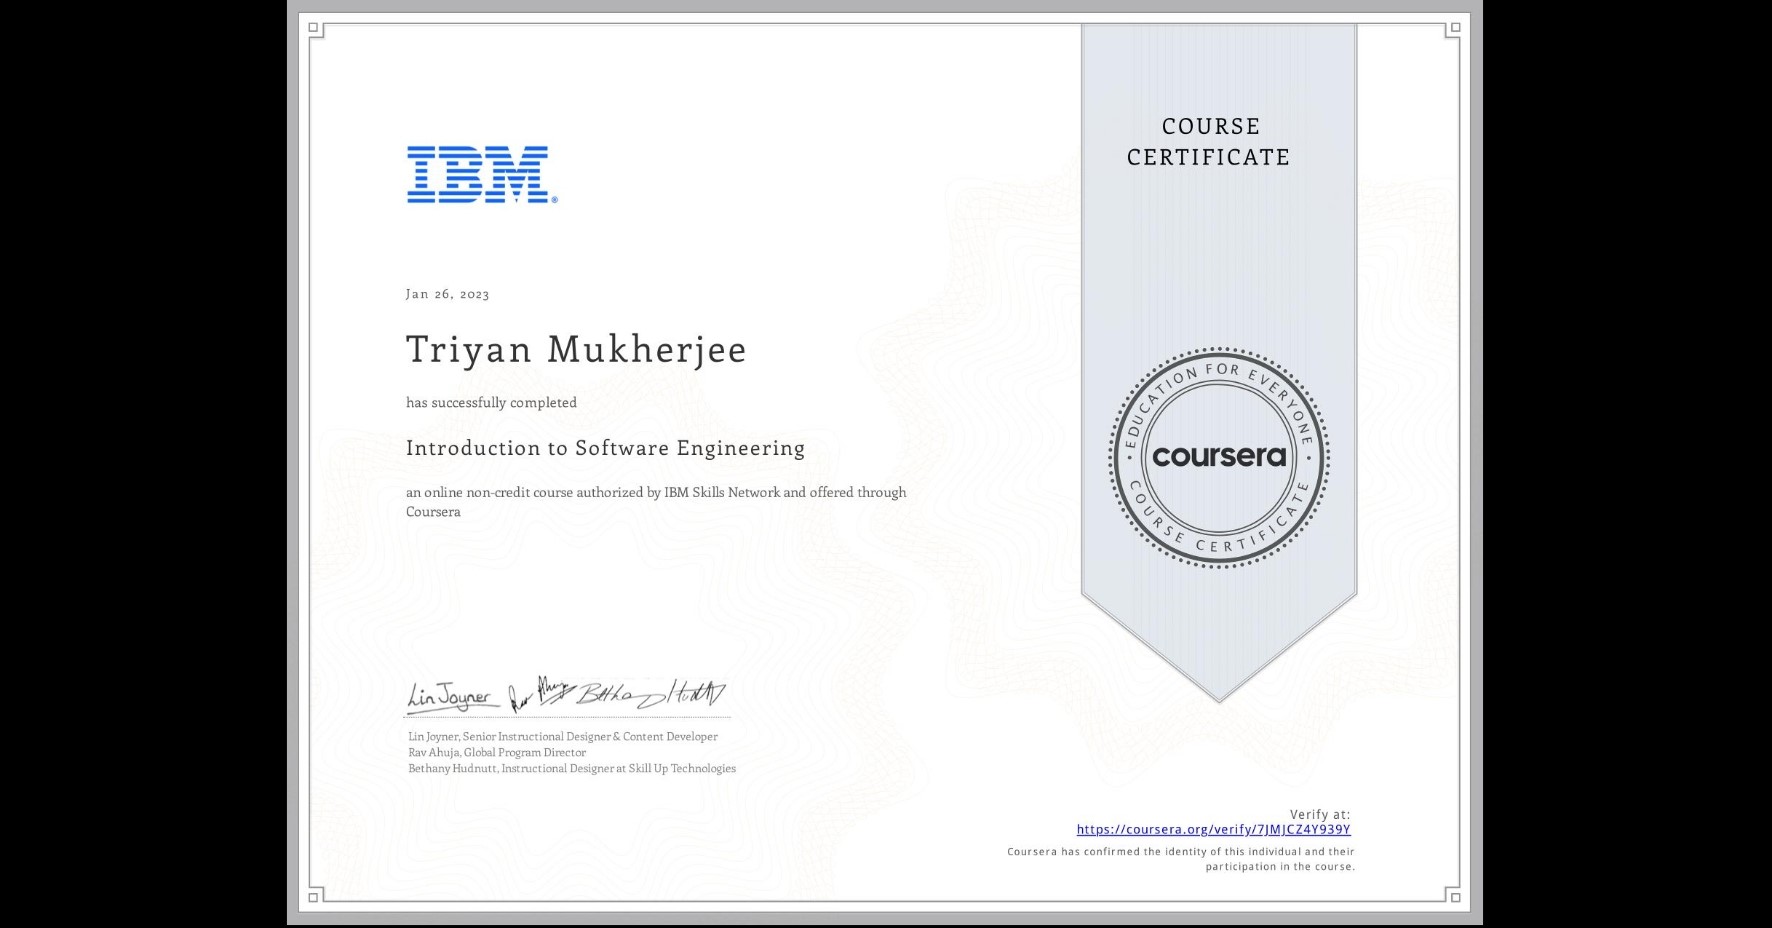 COURSE
CERTIFICATE
IBM®
Jan 26, 2023
Triyan Mukherjee
has successfully completed
Introduction to Software Engineering
an online non-credit course authorized by IBM Skills Network and offered through
Coursera
EDUCATION FOR EVERYONE
coursera
COURSE CERTIFICATE
Lin Joyner
Lin Joyner, Senior Instructional Designer & Content Developer
Rav Ahuja, Global Program Director
Bethany Hudnutt, Instructional Designer at Skill Up Technologies
Verify at:
https://coursera.org/verify/7JMJCZ4Y939Y
Coursera has confirmed the identity of this individual and their
participation in the course.